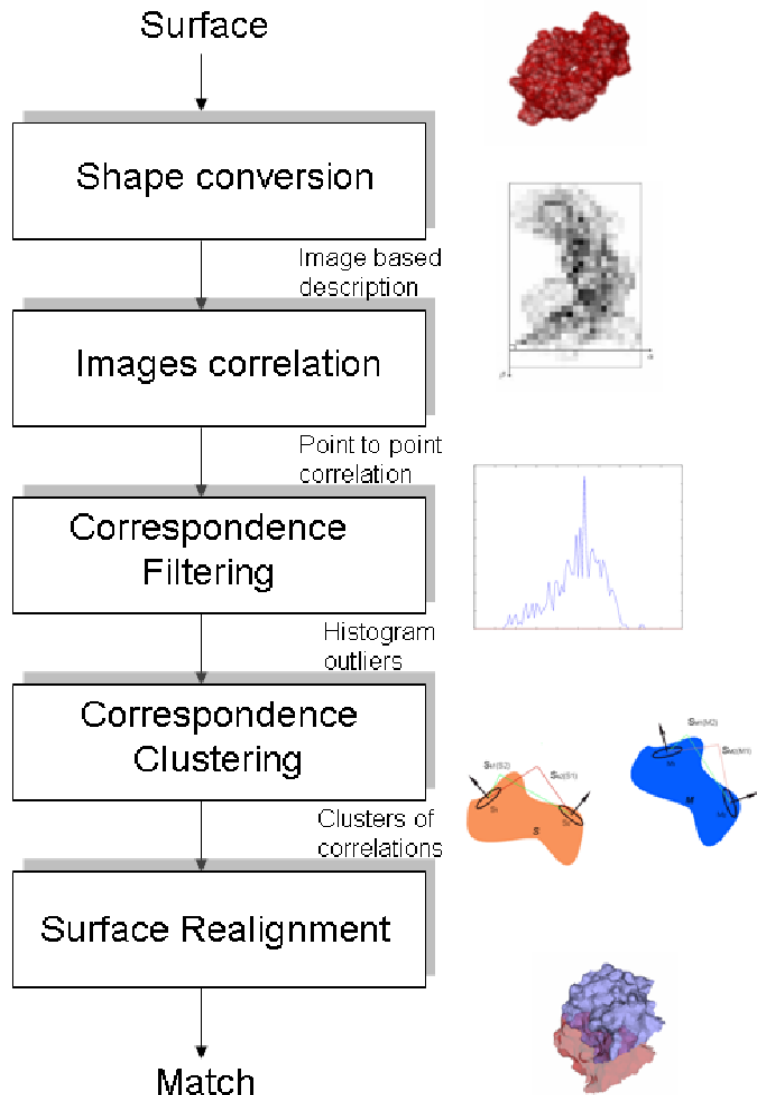 Surface
Shape conversion
Image based
description
Images correlation
Point to point
correlation
Correspondence
Filtering
Histogram
outliers
Correspondence
Clustering
Clusters of
correlations
Surface Realignment
Match
α
β
S
M